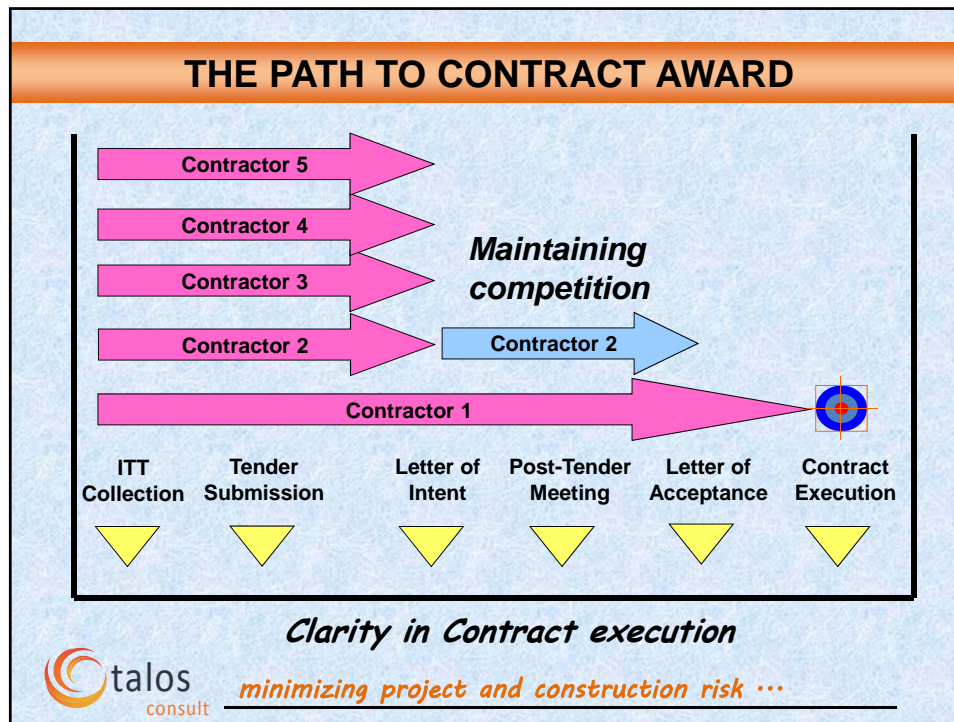 THE PATH TO CONTRACT AWARD
Contractor 5
Contractor 4
Contractor 3
Maintaining
competition
Contractor 2
Contractor 2
Contractor 1
ITT
Collection
Tender
Submission
Letter of
Intent
Post-Tender
Meeting
Letter of
Acceptance
Contract
Execution
Clarity in Contract execution
talos
consult
minimizing project and construction risk ...